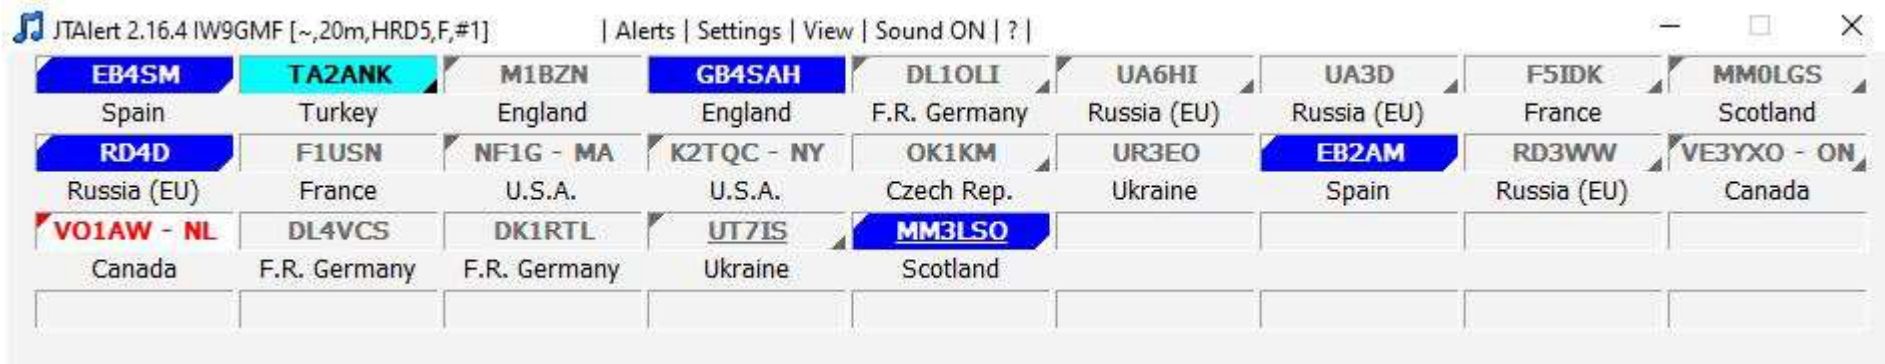 JTAlert 2.16.4 IW9GMF [~,20m,HRD5,F,#1] | Alerts | Settings | View | Sound ON | ? |
EB4SM TA2ANK M1BZN GB4SAH DL1OLI UA6HI UA3D F5IDK MM0LGS
Spain Turkey England England F.R. Germany Russia (EU) Russia (EU) France Scotland
RD4D F1USN NF1G - MA K2TQC - NY OK1KM UR3EO EB2AM RD3WW VE3YXO - ON
Russia (EU) France U.S.A. U.S.A. Czech Rep. Ukraine Spain Russia (EU) Canada
VO1AW - NL DL4VCS DK1RTL UT7IS MM3LSO
Canada F.R. Germany F.R. Germany Ukraine Scotland